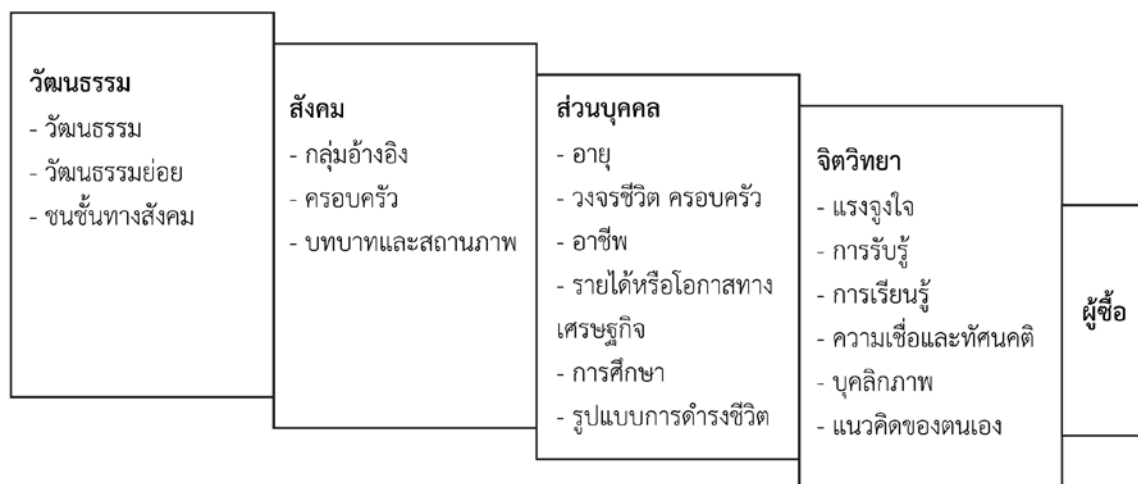 วัฒนธรรม
- วัฒนธรรม
- วัฒนธรรมย่อย
- ชนชั้นทางสังคม
สังคม
- กลุ่มอ้างอิง
- ครอบครัว
- บทบาทและสถานภาพ
ส่วนบุคคล
- อายุ
- วงจรชีวิต ครอบครัว
- อาชีพ
- รายได้หรือโอกาสทาง
เศรษฐกิจ
- การศึกษา
- รูปแบบการดำรงชีวิต
จิตวิทยา
- แรงจูงใจ
- การรับรู้
- การเรียนรู้
- ความเชื่อและทัศนคติ
- บุคลิกภาพ
- แนวคิดของตนเอง
ผู้ซื้อ